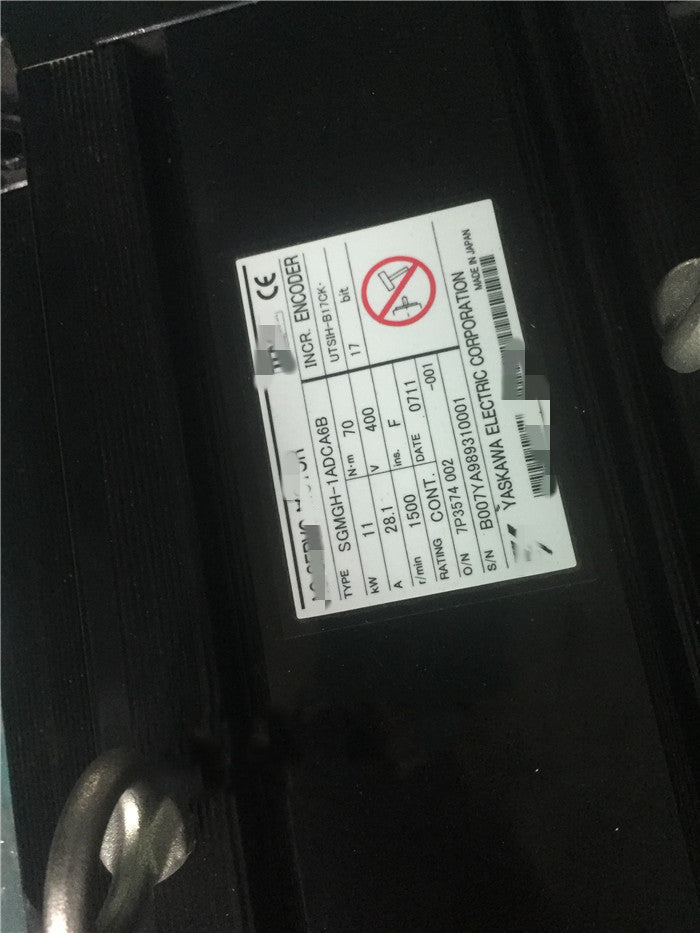 CE
TYPE SGMGH-1ADCA6B
kW 11 N·m 70
A 28.1 V 400
r/min 1500 ins. F
RATING CONT. DATE 0711
-001
O/N 7P3574 002
S/N B007YA989310001
YASKAWA ELECTRIC CORPORATION
MADE IN JAPAN
INCR. ENCODER
UTSIH-B17CK-
17 bit